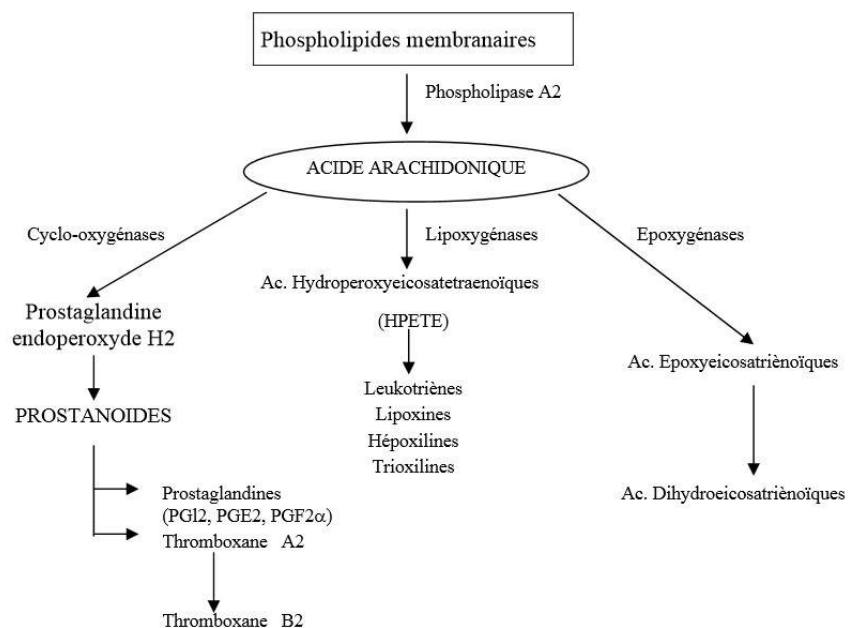 Phospholipides membranaires
Phospholipase A2
ACIDE ARACHIDONIQUE
Cyclo-oxygénases
Lipoxygénases
Epoxygénases
Ac. Hydroperoxyeicosatetraenoïques
(HPETE)
Prostaglandine
endoperoxyde H2
Ac. Epoxyeicosatriènoïques
Leukotriènes
Lipoxines
Hépoxilines
Trioxilines
PROSTANOIDES
Prostaglandines
(PGI2, PGE2, PGF2α)
Thromboxane A2
Ac. Dihydroeicosatriènoïques
Thromboxane B2